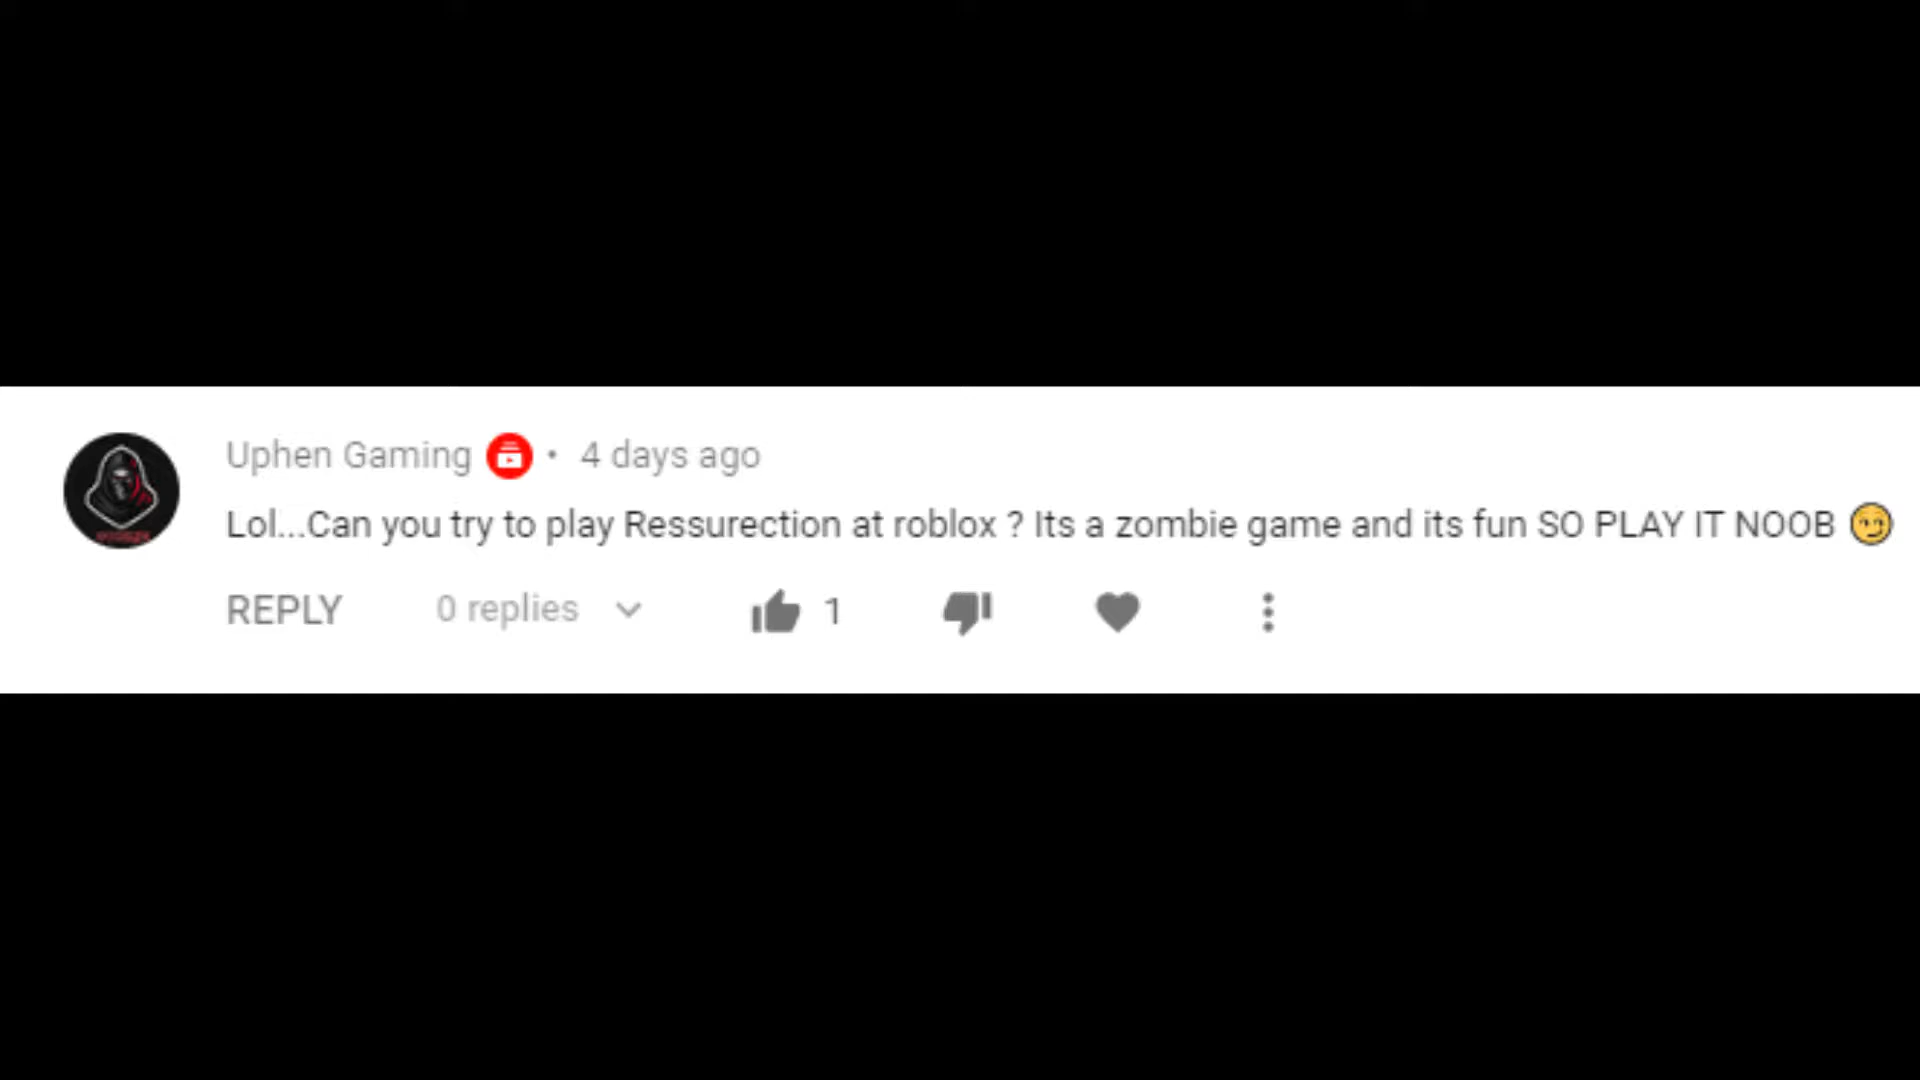 Uphen Gaming • 4 days ago
Lol...Can you try to play Ressurection at roblox ? Its a zombie game and its fun SO PLAY IT NOOB 😏
REPLY 0 replies 1